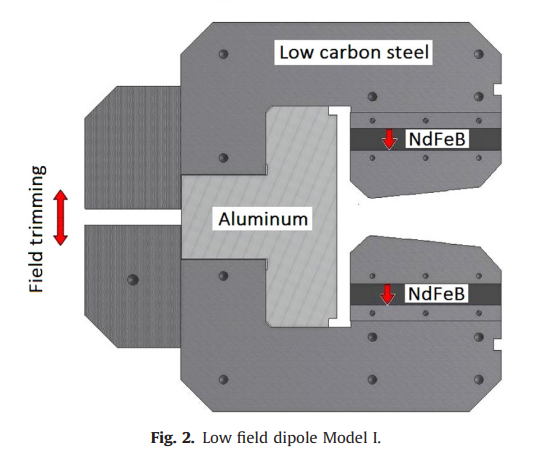 Low carbon steel
NdFeB
Field trimming
Aluminum
NdFeB
Fig. 2. Low field dipole Model I.